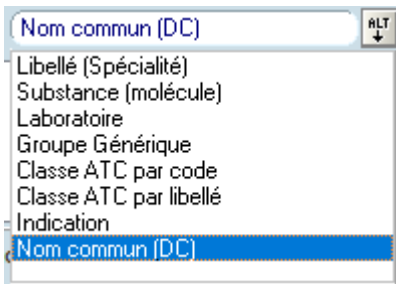 Nom commun (DC)
ALT
Libellé (Spécialité)
Substance (molécule)
Laboratoire
Groupe Générique
Classe ATC par code
Classe ATC par libellé
Indication
Nom commun (DC)